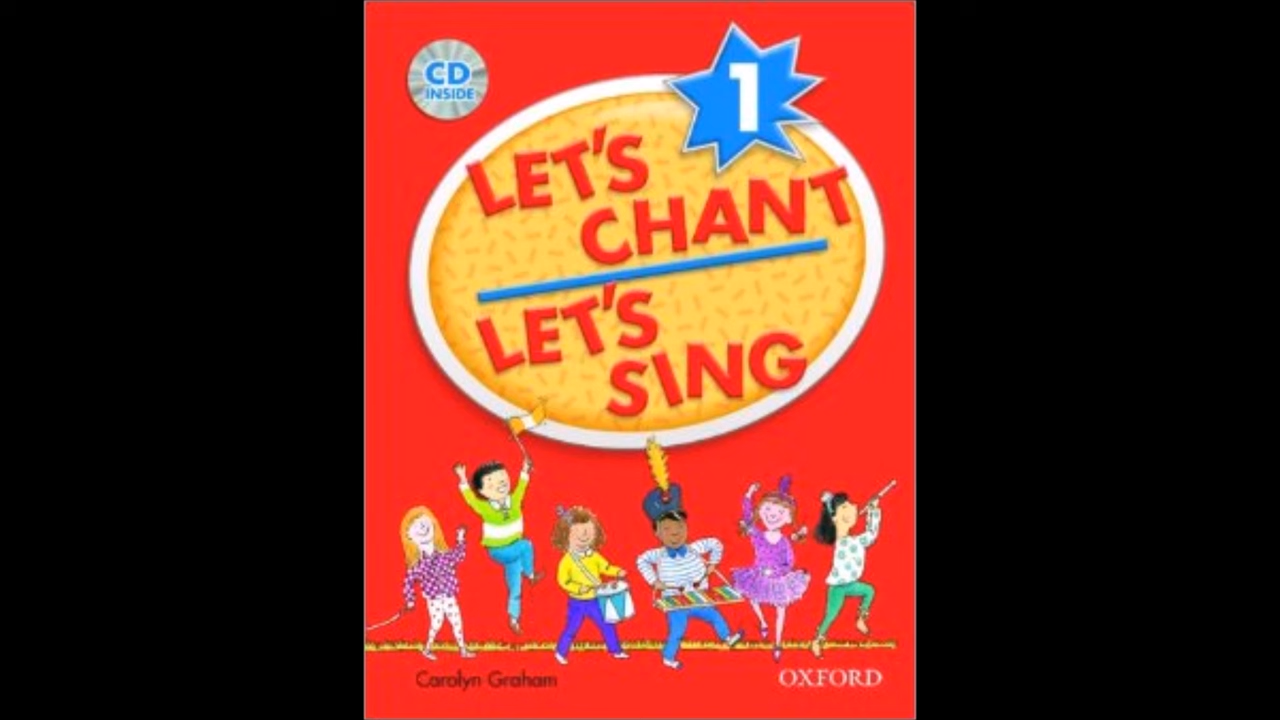 CD
INSIDE
1
LET'S
CHANT
LET'S
SING
Carolyn Graham
OXFORD